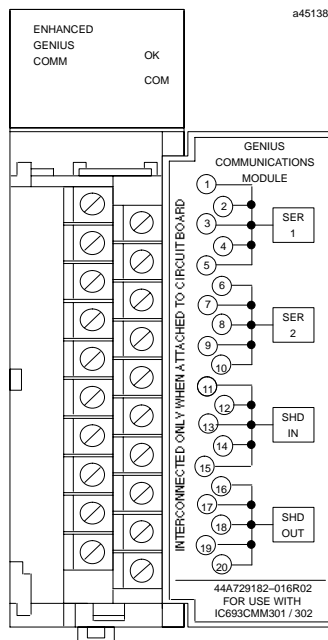 a45138
ENHANCED
GENIUS
COMM
OK
COM
GENIUS
COMMUNICATIONS
MODULE
INTERCONNECTED ONLY WHEN ATTACHED TO CIRCUIT BOARD
1
2
3
4
5
SER
1
6
7
8
9
10
SER
2
11
12
13
14
15
SHD
IN
16
17
18
19
20
SHD
OUT
44A729182–016R02
FOR USE WITH
IC693CMM301 / 302